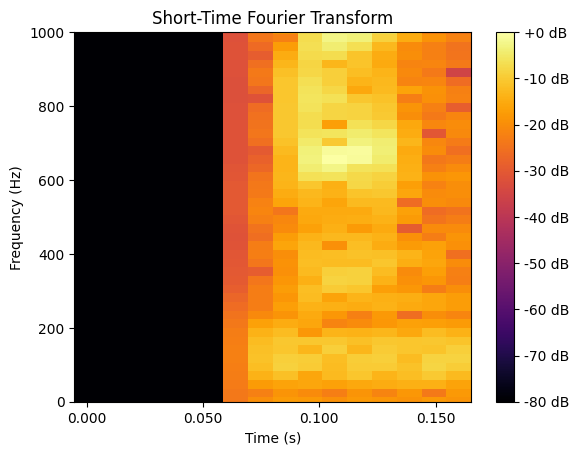 Short-Time Fourier Transform
1000
800
600
400
200
0
Frequency (Hz)
0.000
0.050
0.100
0.150
Time (s)
+0 dB
-10 dB
-20 dB
-30 dB
-40 dB
-50 dB
-60 dB
-70 dB
-80 dB